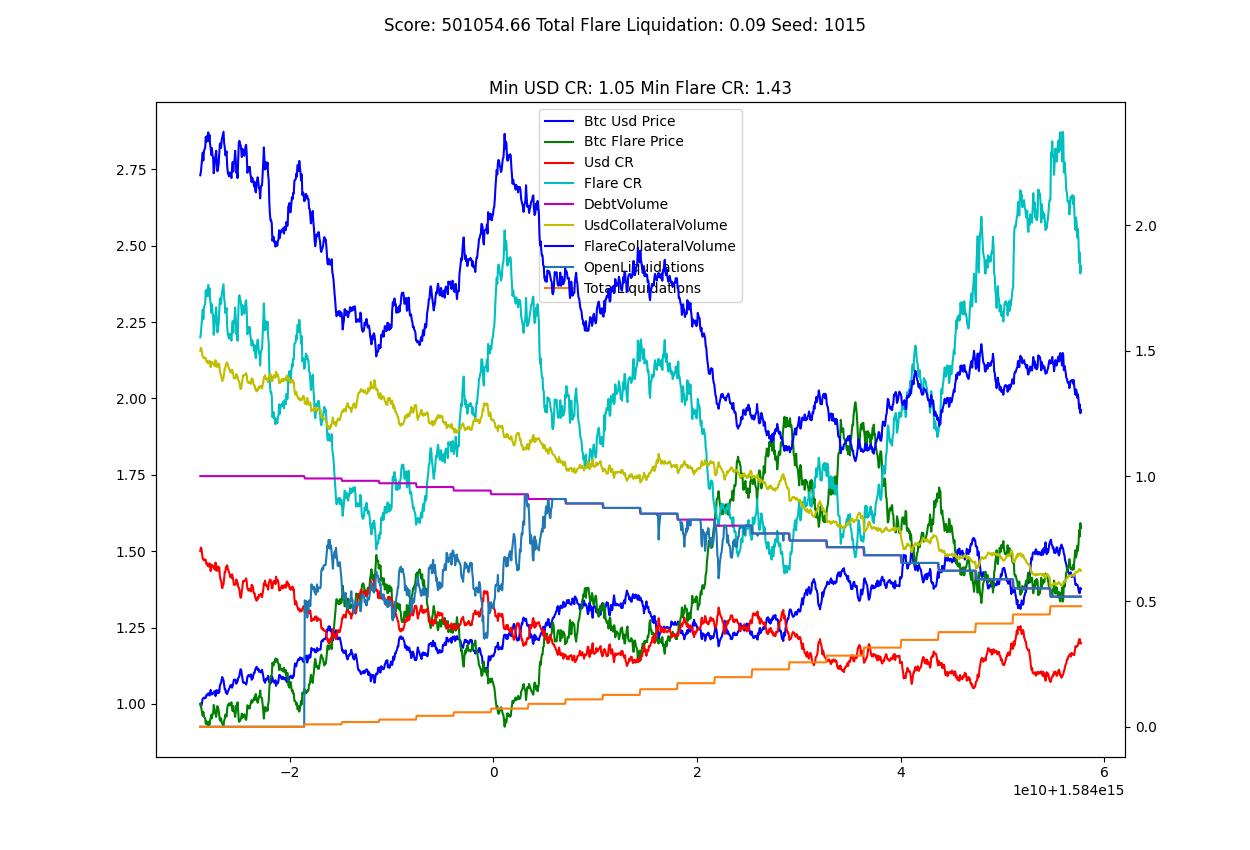 Score: 501054.66 Total Flare Liquidation: 0.09 Seed: 1015
Min USD CR: 1.05 Min Flare CR: 1.43
Btc Usd Price
Btc Flare Price
Usd CR
Flare CR
DebtVolume
UsdCollateralVolume
FlareCollateralVolume
OpenLiquidations
TotalLiquidations
2.75
2.50
2.25
2.00
1.75
1.50
1.25
1.00
2.0
1.5
1.0
0.5
0.0
−2
0
2
4
6
1e10+1.584e15